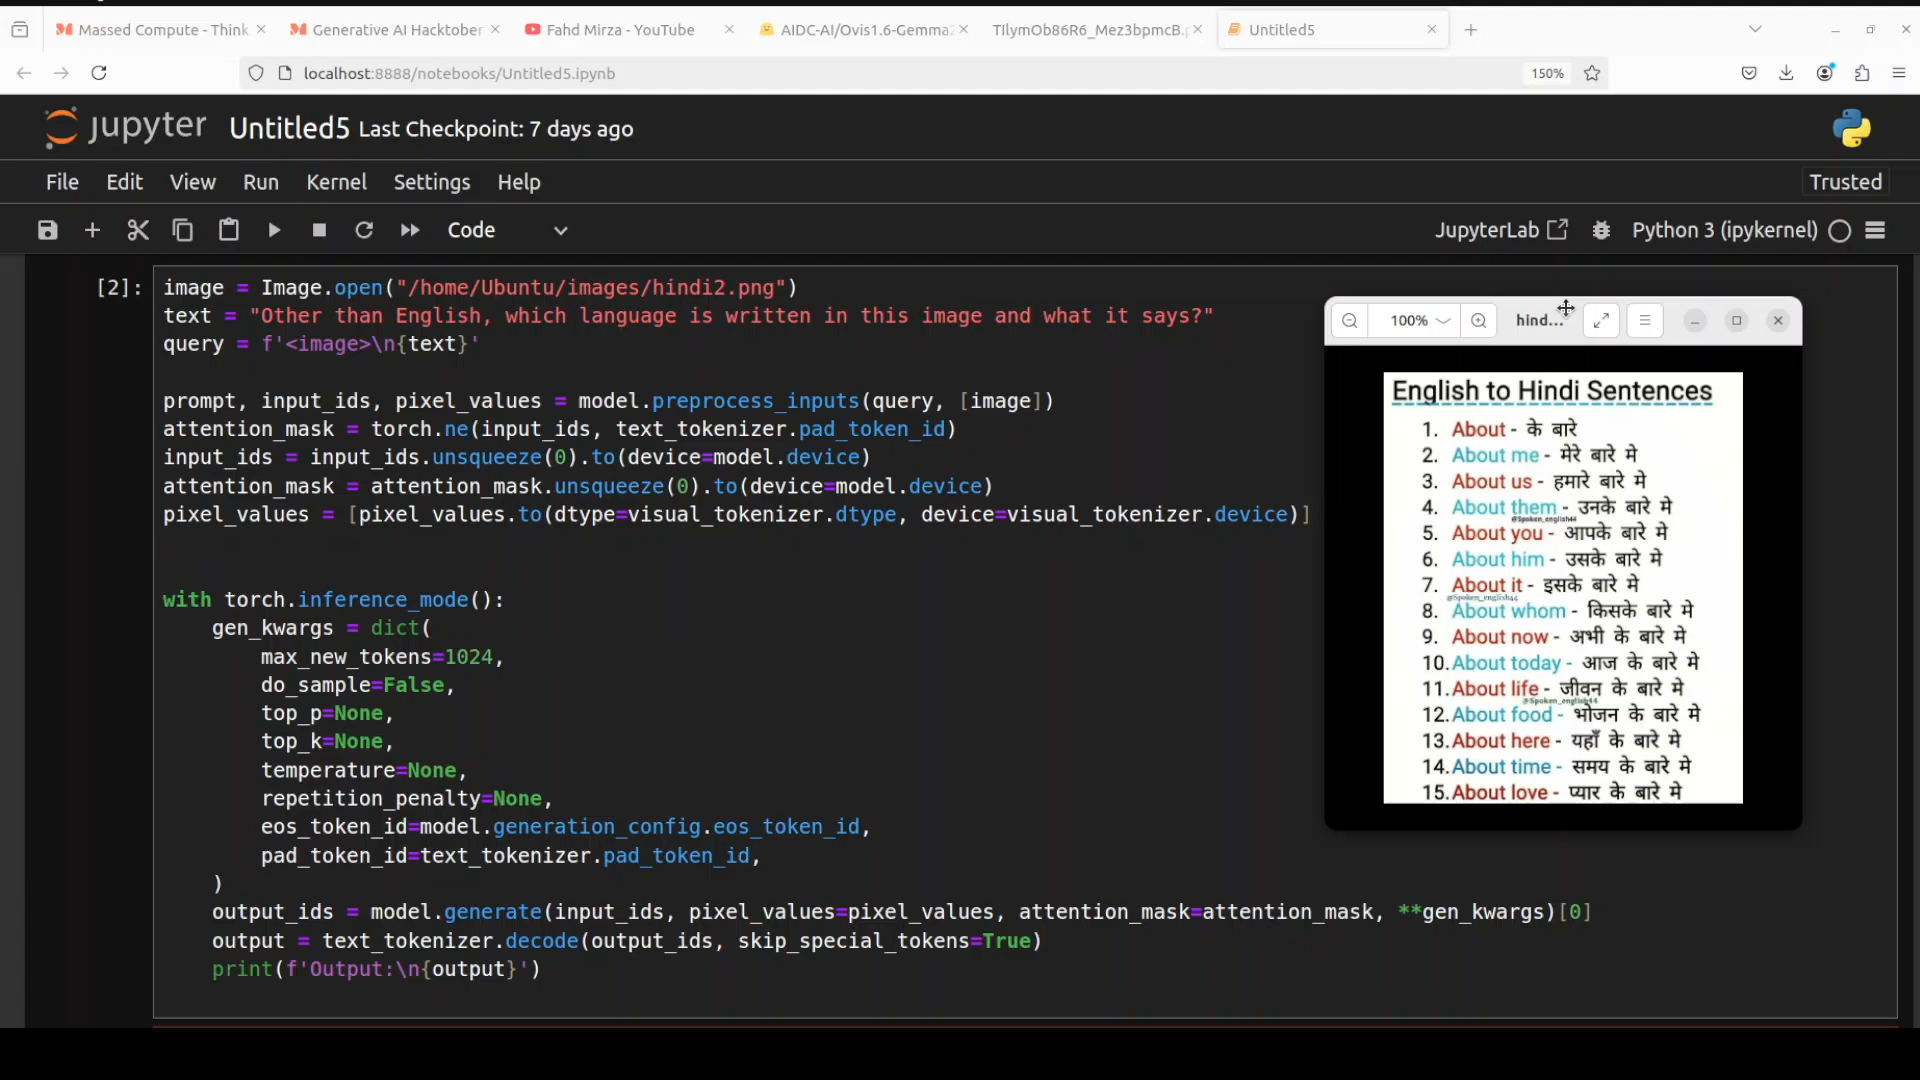 Massed Compute - Think
Generative AI Hacktober
Fahd Mirza - YouTube
AIDC-AI/Ovis1.6-Gemma2
TIlymOb86R6_Mez3bpmcB.p
Untitled5
localhost:8888/notebooks/Untitled5.ipynb
150%
jupyter Untitled5 Last Checkpoint: 7 days ago
File Edit View Run Kernel Settings Help
Trusted
Code
JupyterLab
Python 3 (ipykernel)
[2]:
image = Image.open("/home/Ubuntu/images/hindi2.png")
text = "Other than English, which language is written in this image and what it says?"
query = f'<image>\n{text}'
prompt, input_ids, pixel_values = model.preprocess_inputs(query, [image])
attention_mask = torch.ne(input_ids, text_tokenizer.pad_token_id)
input_ids = input_ids.unsqueeze(0).to(device=model.device)
attention_mask = attention_mask.unsqueeze(0).to(device=model.device)
pixel_values = [pixel_values.to(dtype=visual_tokenizer.dtype, device=visual_tokenizer.device)]
with torch.inference_mode():
gen_kwargs = dict(
max_new_tokens=1024,
do_sample=False,
top_p=None,
top_k=None,
temperature=None,
repetition_penalty=None,
eos_token_id=model.generation_config.eos_token_id,
pad_token_id=text_tokenizer.pad_token_id,
)
output_ids = model.generate(input_ids, pixel_values=pixel_values, attention_mask=attention_mask, **gen_kwargs)[0]
output = text_tokenizer.decode(output_ids, skip_special_tokens=True)
print(f'Output:\n{output}')
100%
hind...
English to Hindi Sentences
1. About - के बारे
2. About me - मेरे बारे मे
3. About us - हमारे बारे मे
4. About them - उनके बारे मे
@Spoken_english44
5. About you - आपके बारे मे
6. About him - उसके बारे मे
7. About it - इसके बारे मे
@Spoken_english44
8. About whom - किसके बारे मे
9. About now - अभी के बारे मे
10. About today - आज के बारे मे
11. About life - जीवन के बारे मे
@Spoken_english44
12. About food - भोजन के बारे मे
13. About here - यहाँ के बारे मे
14. About time - समय के बारे मे
15. About love - प्यार के बारे मे